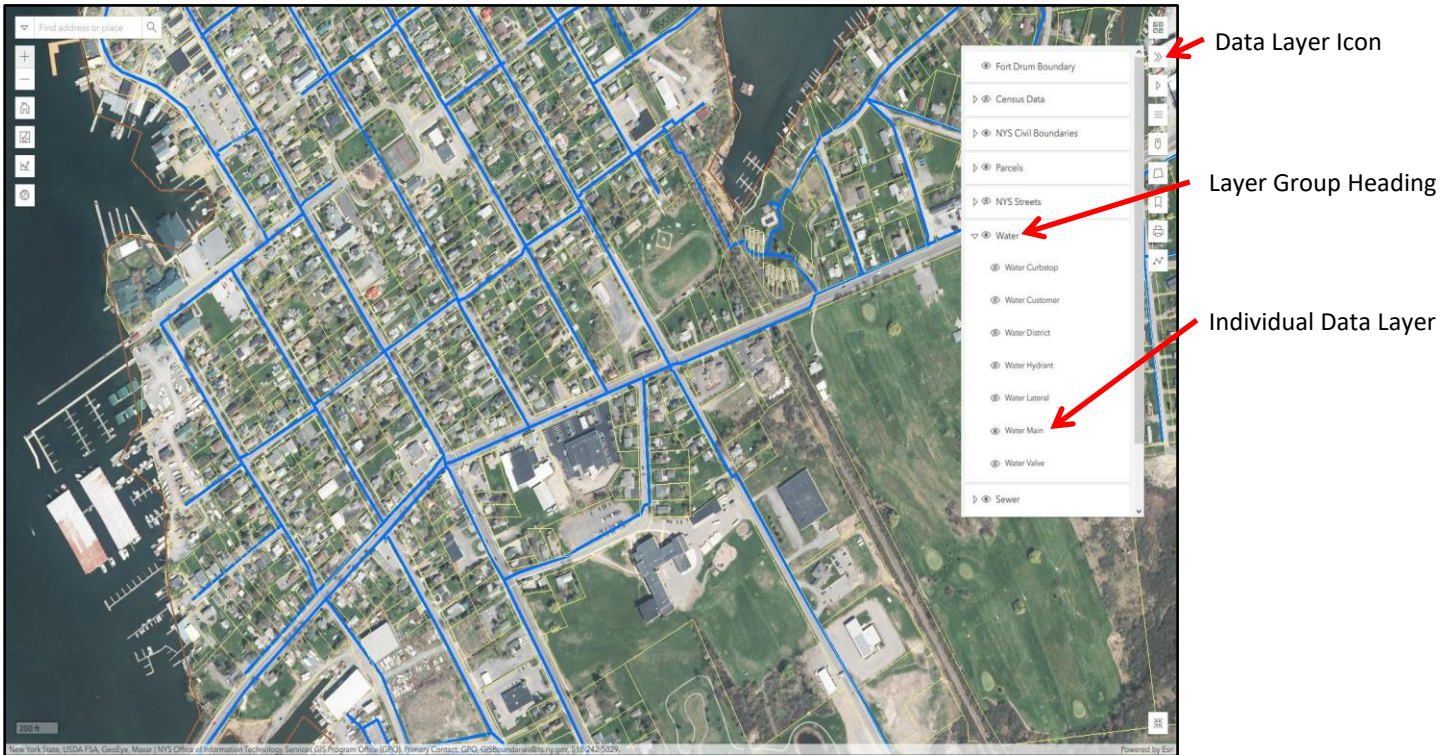 Find address or place
Data Layer Icon
Fort Drum Boundary
Census Data
NYS Civil Boundaries
Parcels
Layer Group Heading
NYS Streets
Water
Water Curbstop
Water Customer
Water District
Individual Data Layer
Water Hydrant
Water Lateral
Water Main
Water Valve
Sewer
200 ft
New York State, USDA FSA, GeoEye, Maxar | NYS Office of Information Technology Services GIS Program Office (GPO), Primary Contact: GPO, GISBoundaries@its.ny.gov, 518-242-5029.
Powered by Esri